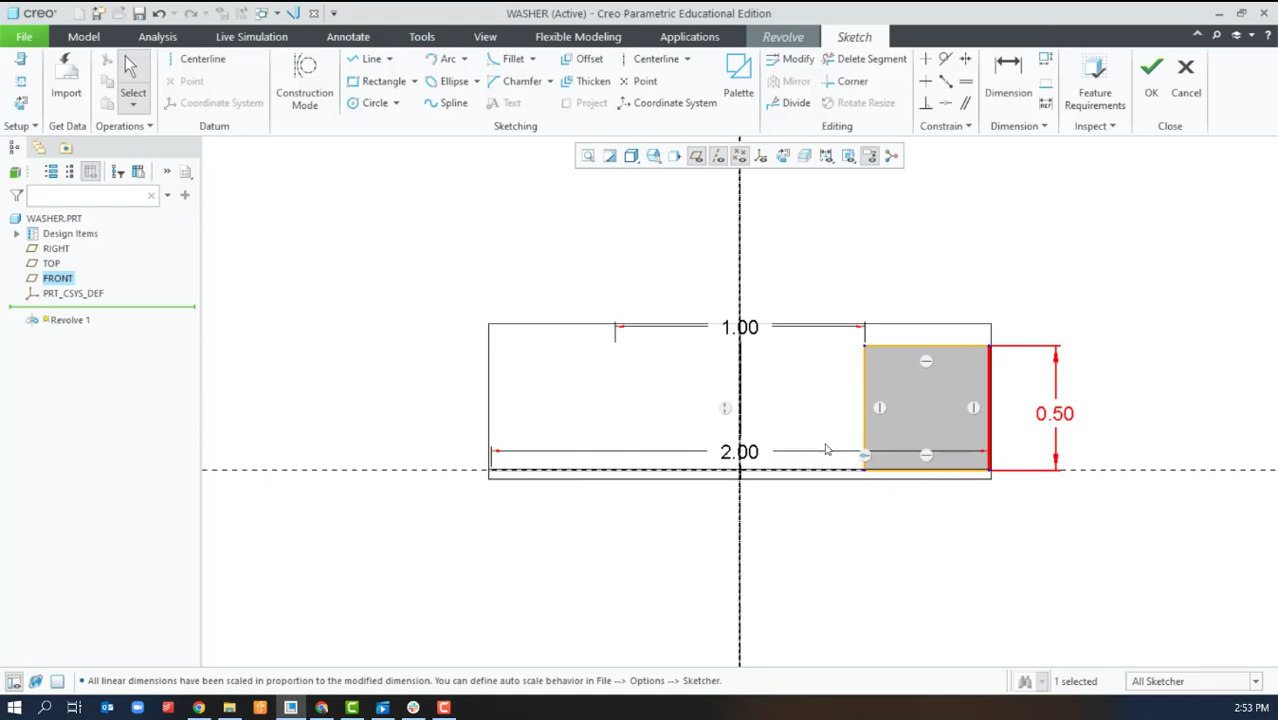 creo
WASHER (Active) - Creo Parametric Educational Edition
File Model Analysis Live Simulation Annotate Tools View Flexible Modeling Applications Revolve Sketch
Import Select Centerline Point Coordinate System
Construction Mode
Line Arc Fillet Offset Centerline
Rectangle Ellipse Chamfer Thicken Point
Circle Spline Text Project Coordinate System
Palette
Modify Delete Segment
Mirror Corner
Divide Rotate Resize
Dimension
Feature Requirements
OK Cancel
Setup Get Data Operations Datum Sketching Editing Constrain Dimension Inspect Close
WASHER.PRT
Design Items
RIGHT
TOP
FRONT
PRT_CSYS_DEF
Revolve 1
1.00
0.50
2.00
• All linear dimensions have been scaled in proportion to the modified dimension. You can define auto scale behavior in File --> Options --> Sketcher.
1 selected
All Sketcher
2:53 PM